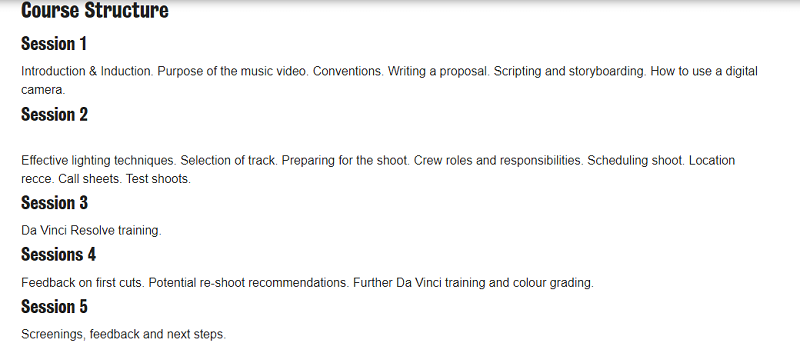 Course Structure
Session 1
Introduction & Induction. Purpose of the music video. Conventions. Writing a proposal. Scripting and storyboarding. How to use a digital
camera.
Session 2
Effective lighting techniques. Selection of track. Preparing for the shoot. Crew roles and responsibilities. Scheduling shoot. Location
recce. Call sheets. Test shoots.
Session 3
Da Vinci Resolve training.
Sessions 4
Feedback on first cuts. Potential re-shoot recommendations. Further Da Vinci training and colour grading.
Session 5
Screenings, feedback and next steps.